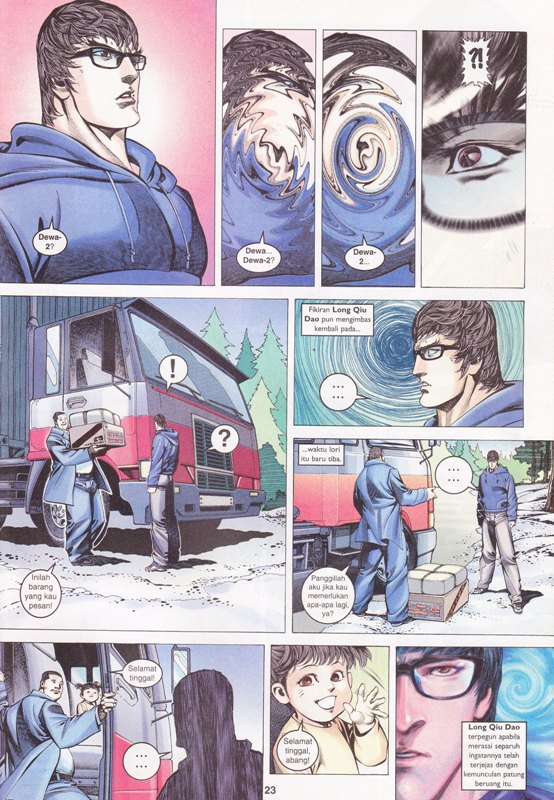 Dewa-
2?
Dewa...
Dewa-2?
Dewa-
2...
?!
!
?
Inilah
barang
yang kau
pesan!
Fikiran Long Qiu
Dao pun mengimbas
kembali pada...
...
...
...waktu lori
itu baru tiba.
...
...
Panggillah
aku jika kau
memerlukan
apa-apa lagi,
ya?
Selamat
tinggal!
...
...
Selamat
tinggal,
abang!
Long Qiu Dao
terpegun apabila
merasai separuh
ingatannya telah
terjejas dengan
kemunculan patung
beruang itu.
23